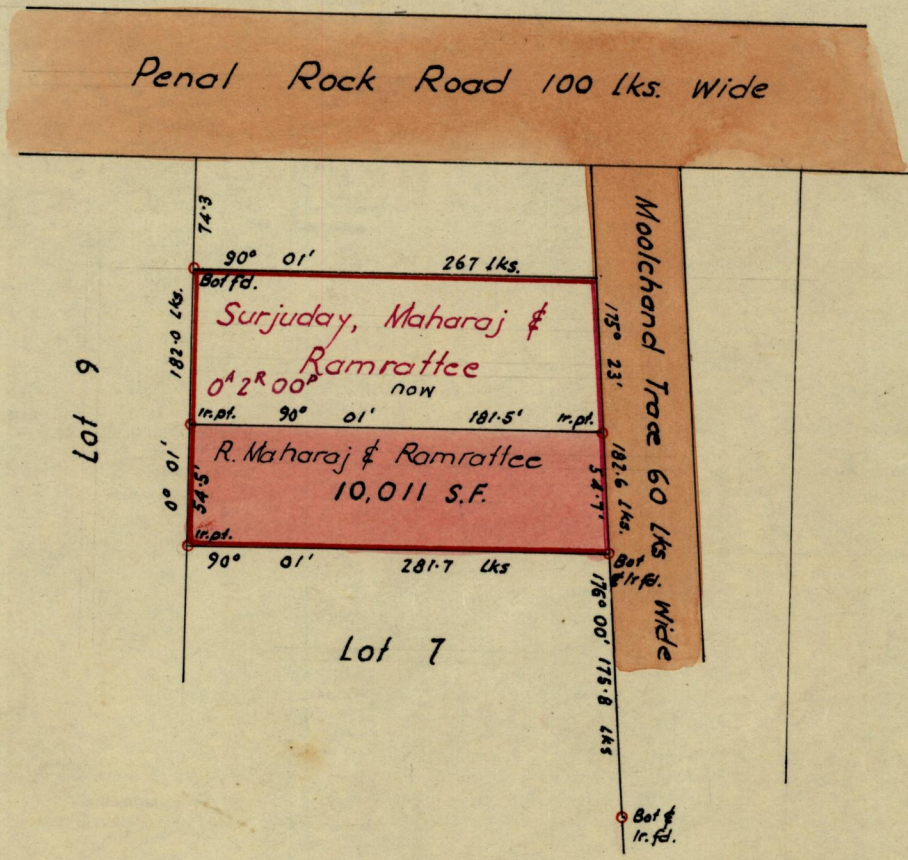 Penal Rock Road 100 lks. Wide
74·3
90° 01' 267 lks.
Bot fd.
Surjuday, Maharaj &
Ramrattee
0ᴬ 2ᴿ 00ᴾ now
182·0 lks.
175° 23'
Moolchand Trace 60 lks Wide
Lot 9
Ir.pt. 90° 01' 181·5' Ir.pt.
R. Maharaj & Ramrattee
10,011 S.F.
0° 01'
54·5'
54·7'
182·6 lks.
Ir.pt.
90° 01' 281·7 lks
Bot
& Ir.fd.
Lot 7
176° 00' 175·8 lks
Bot &
Ir.fd.